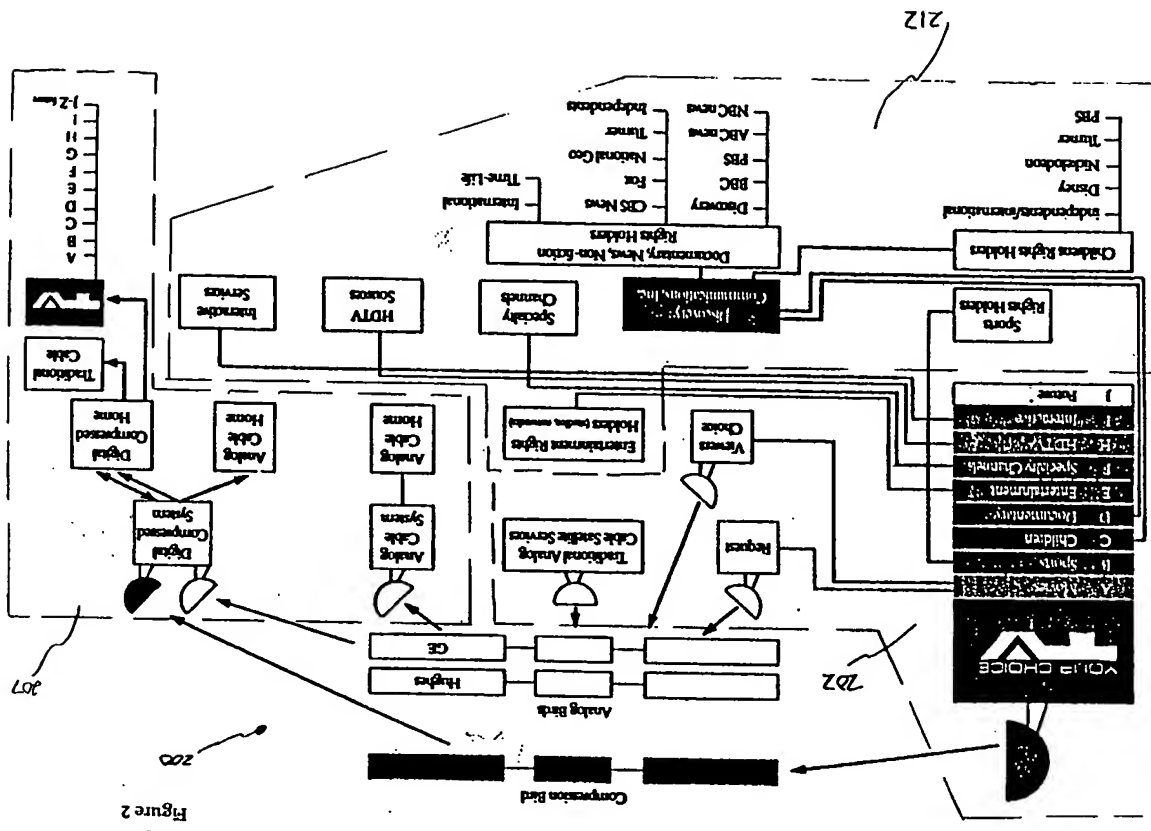 Figure 2
200
Compression Bird
Analog Birds
Hughes
GE
207
202
YOUR CHOICE
B Sports
C Children
D Documentary
E Entertainment
F Specialty Channels
H HDTV
I Interactive
J Future
Request
Viewers
Choice
Traditional Analog
Cable Satellite Services
Entertainment Rights
Holders (studios, networks)
Analog
Cable
System
Analog
Cable
Home
Digital
Compressed
System
Analog
Cable
Home
Digital
Compressed
Home
Traditional
Cable
A
B
C
D
E
F
G
H
I
J-Z future
Sports
Rights Holders
Discovery
Communications, Inc.
Specialty
Channels
HDTV
Sources
Interactive
Services
Childrens Rights Holders
independents/international
Disney
Nickelodeon
Turner
PBS
Documentary, News, Non-fiction
Rights Holders
Discovery
BBC
PBS
ABC news
NBC news
CBS News
Fox
National Geo
Turner
Independents
International
Time-Life
212